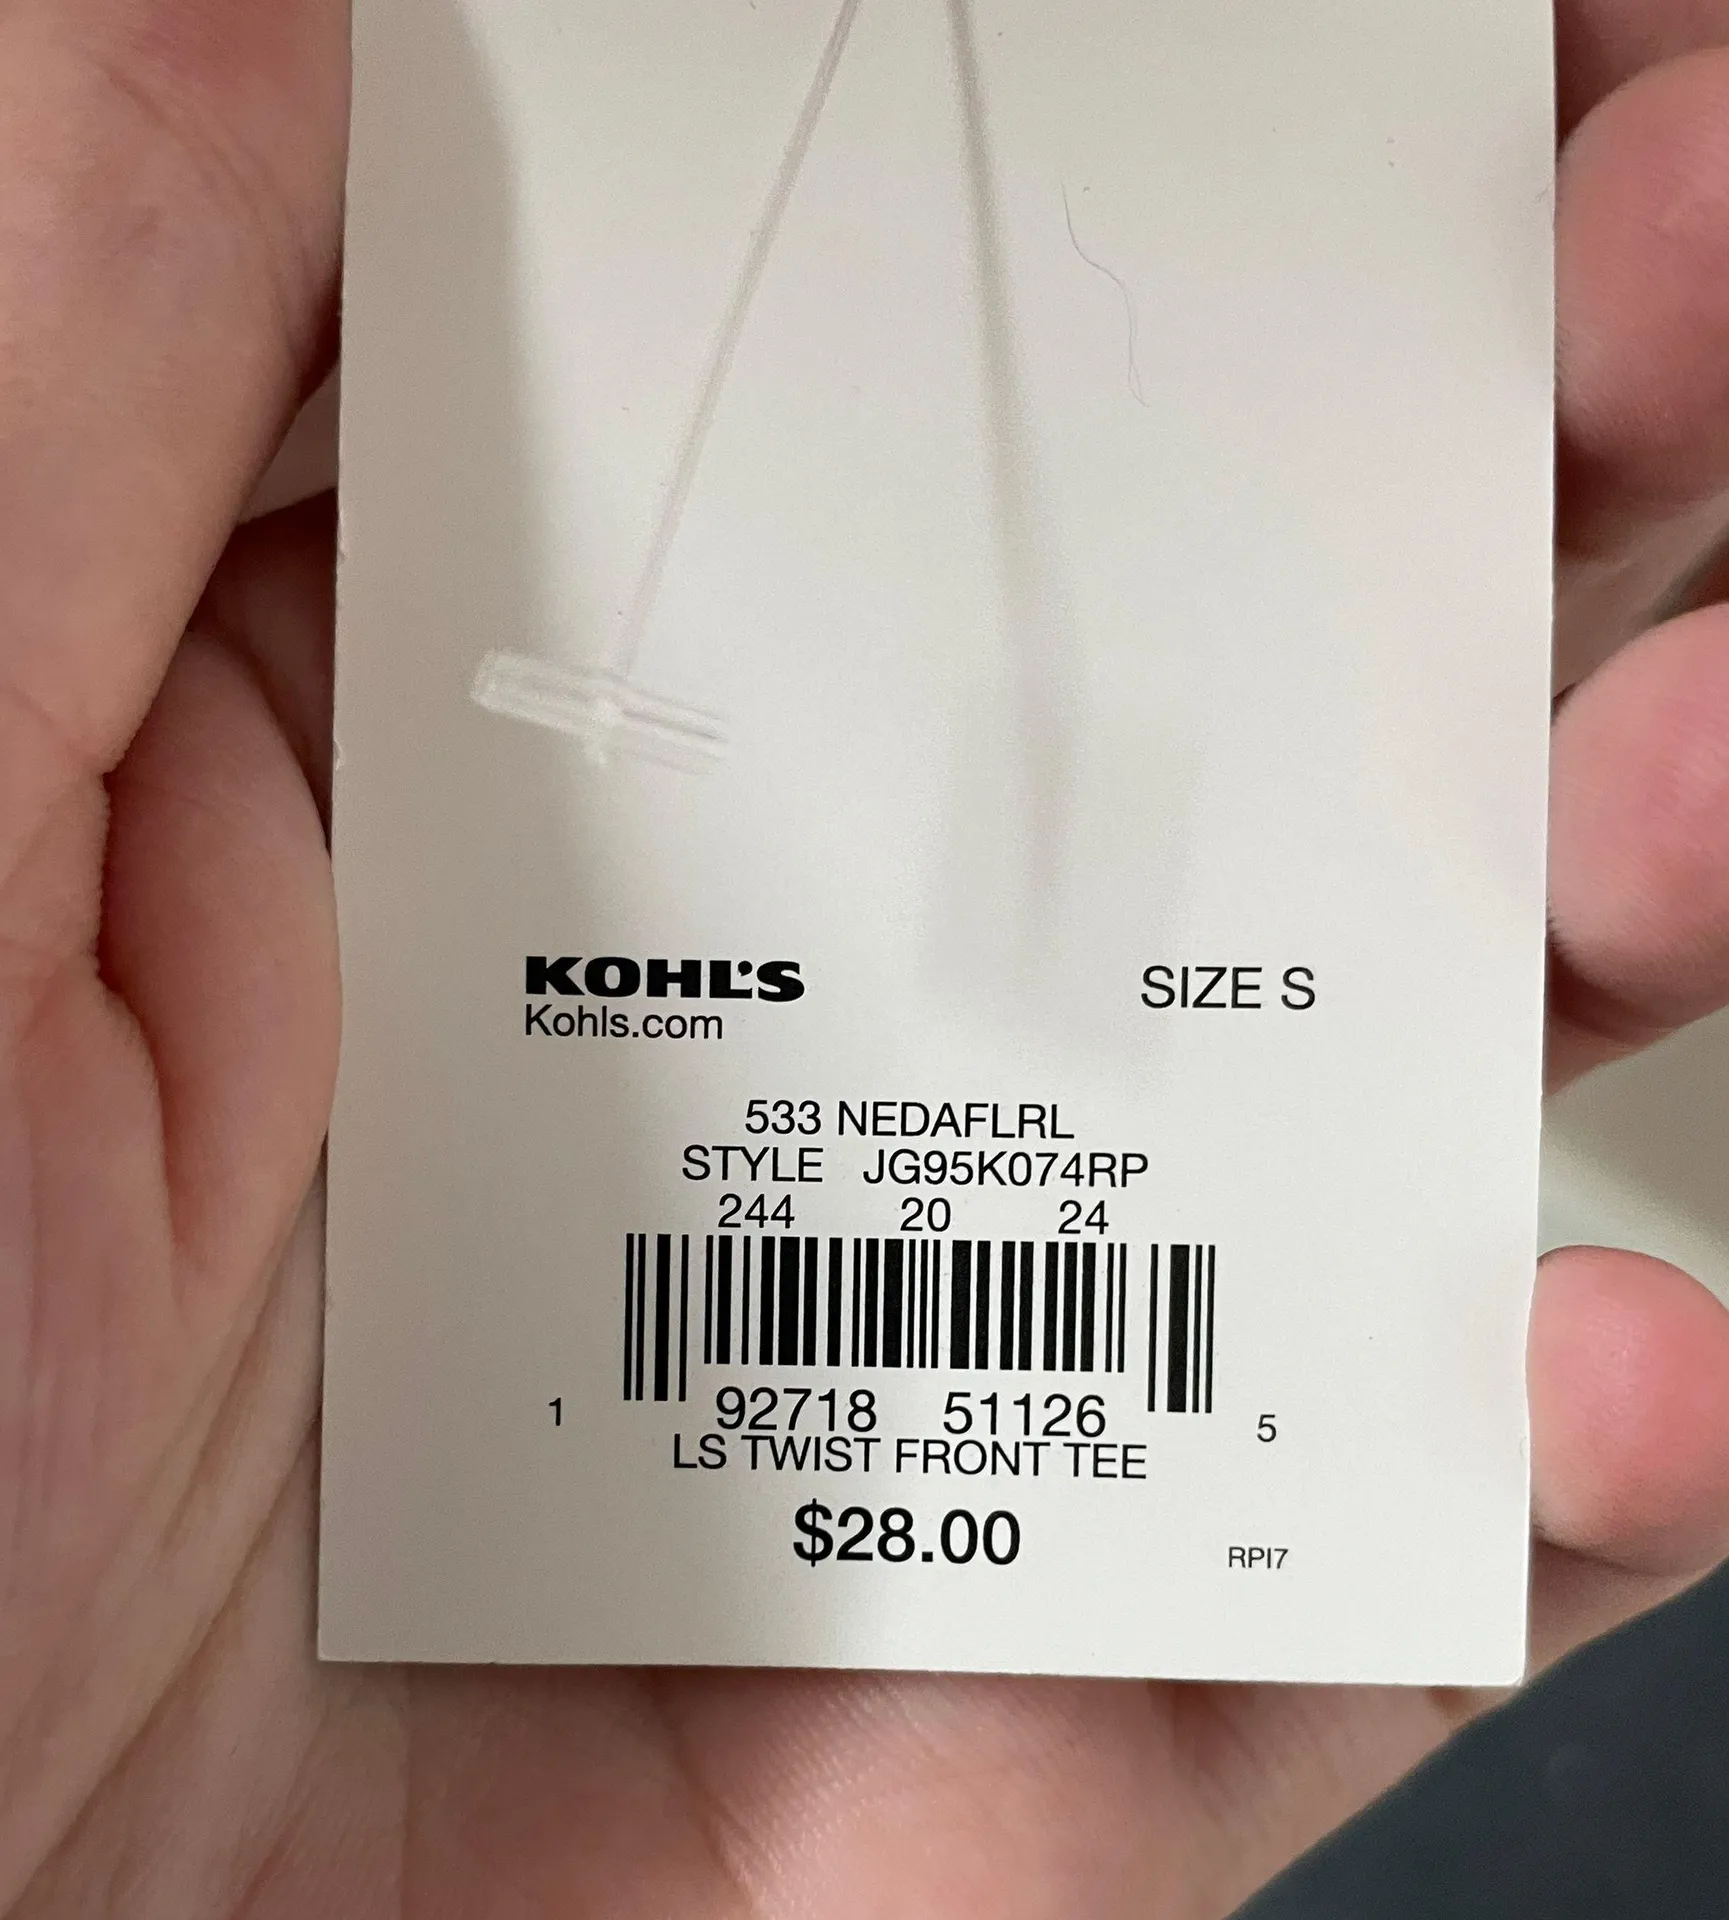 KOHL'S
Kohls.com
SIZE S
533 NEDAFLRL
STYLE JG95K074RP
244 20 24
1 92718 51126 5
LS TWIST FRONT TEE
$28.00
RPI7